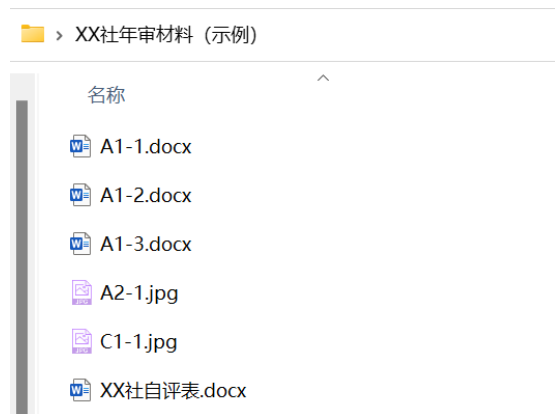 XX社年审材料（示例）
名称
A1-1.docx
A1-2.docx
A1-3.docx
A2-1.jpg
C1-1.jpg
XX社自评表.docx